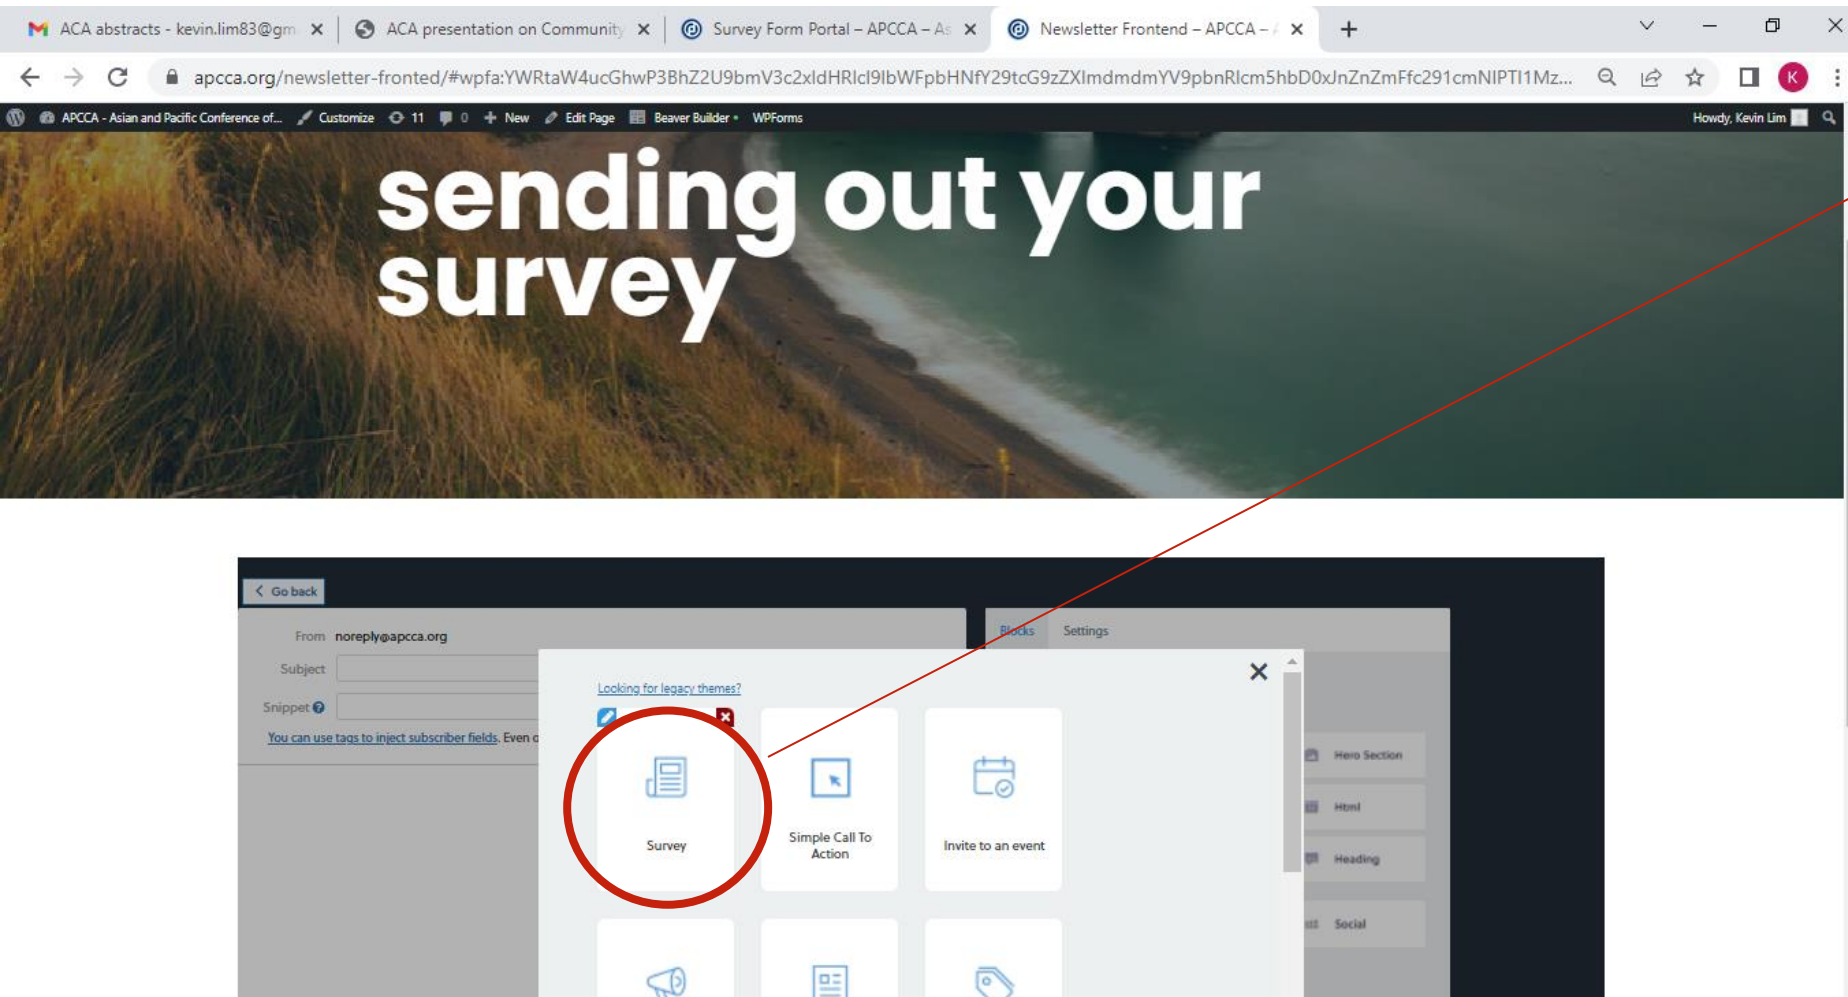 ACA abstracts - kevin.lim83@gm
ACA presentation on Community
Survey Form Portal – APCCA – As
Newsletter Frontend – APCCA – A
apcca.org/newsletter-fronted/#wpfa:
APCCA - Asian and Pacific Conference of... Customize 11 0 + New Edit Page Beaver Builder WPForms
Howdy, Kevin Lim
K
sending out your
survey
Go back
From noreply@apcca.org
Blocks Settings
Subject
Looking for legacy themes?
Snippet
You can use tags to inject subscriber fields. Even o
Hero Section
Html
Survey
Simple Call To
Action
Invite to an event
Heading
Social